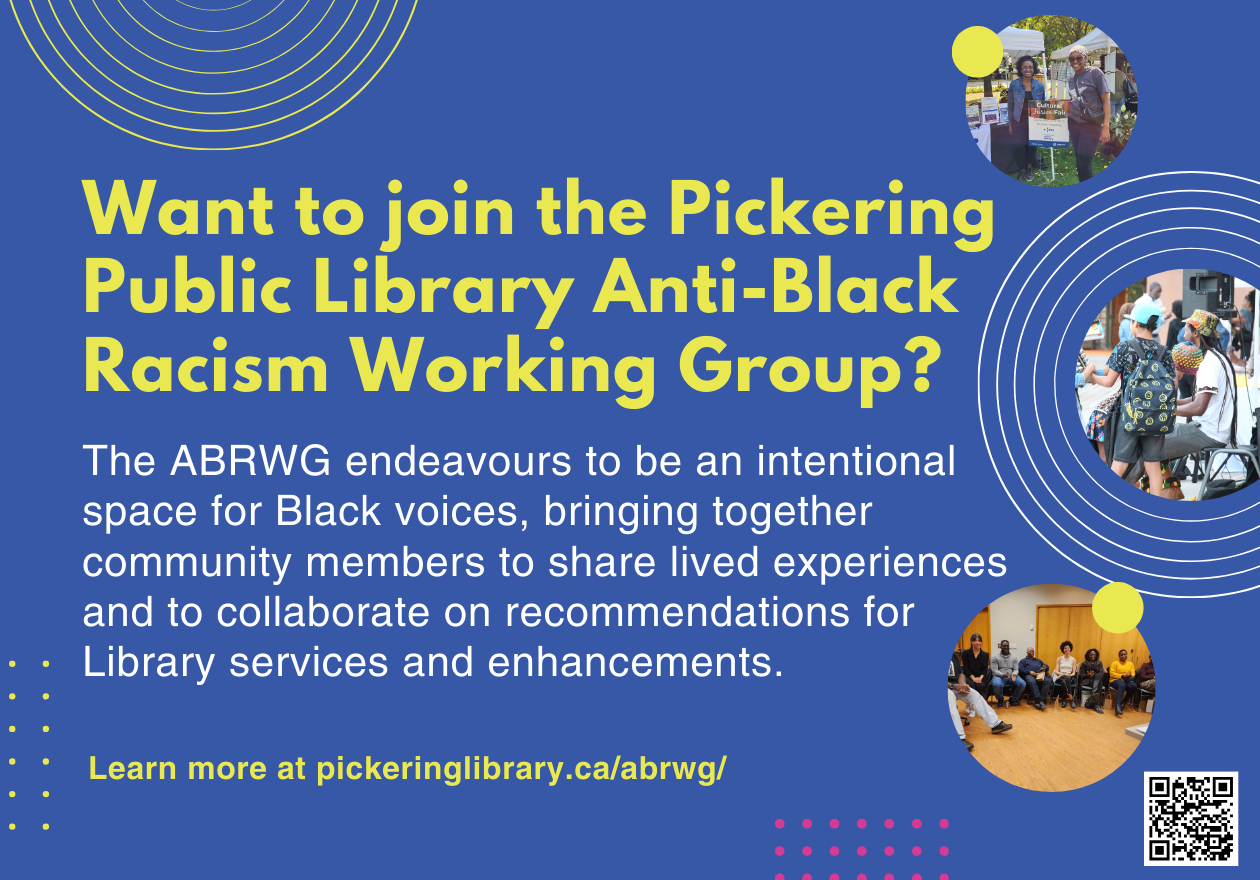 Want to join the Pickering
Public Library Anti-Black
Racism Working Group?
The ABRWG endeavours to be an intentional
space for Black voices, bringing together
community members to share lived experiences
and to collaborate on recommendations for
Library services and enhancements.
Learn more at pickeringlibrary.ca/abrwg/
Cultural
Fair